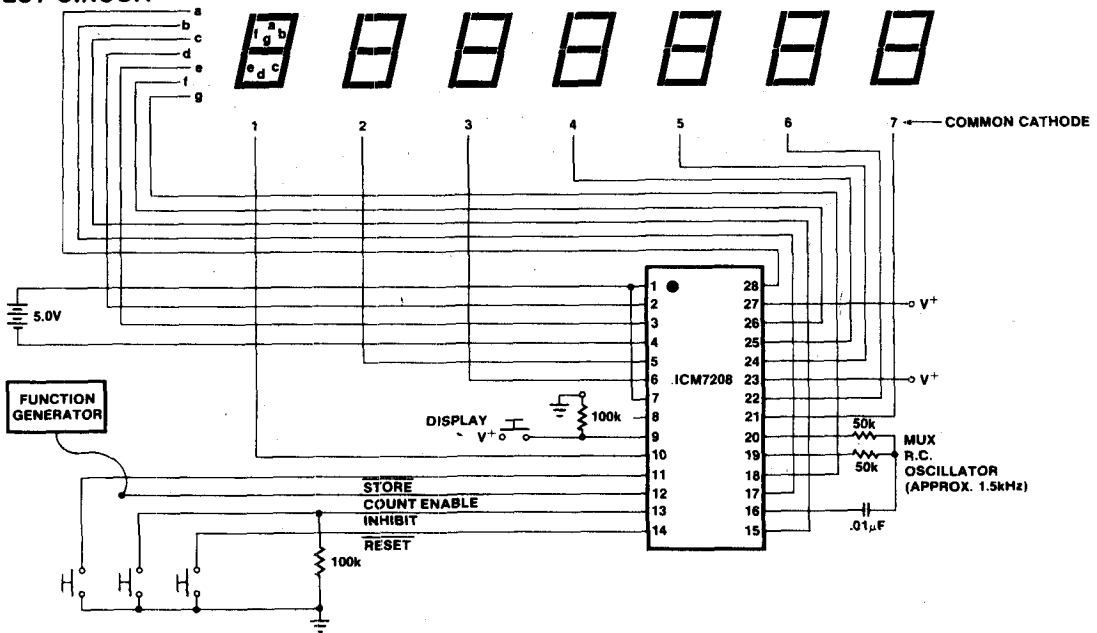 a
b
c
d
e
f
g
a
f b
g
e c
d
1
2
3
4
5
6
7
COMMON CATHODE
5.0V
FUNCTION
GENERATOR
DISPLAY
V+
100k
ICM7208
1
2
3
4
5
6
7
8
9
10
11
12
13
14
28
27
26
25
24
23
22
21
20
19
18
17
16
15
V+
V+
50k
50k
MUX
R.C.
OSCILLATOR
(APPROX. 1.5kHz)
.01µF
STORE
COUNT ENABLE
INHIBIT
RESET
100k